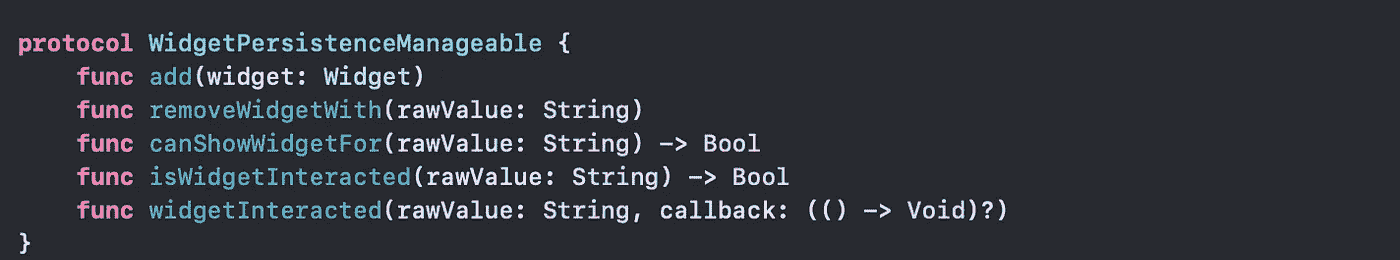 protocol WidgetPersistenceManageable {
    func add(widget: Widget)
    func removeWidgetWith(rawValue: String)
    func canShowWidgetFor(rawValue: String) -> Bool
    func isWidgetInteracted(rawValue: String) -> Bool
    func widgetInteracted(rawValue: String, callback: (() -> Void)?)
}